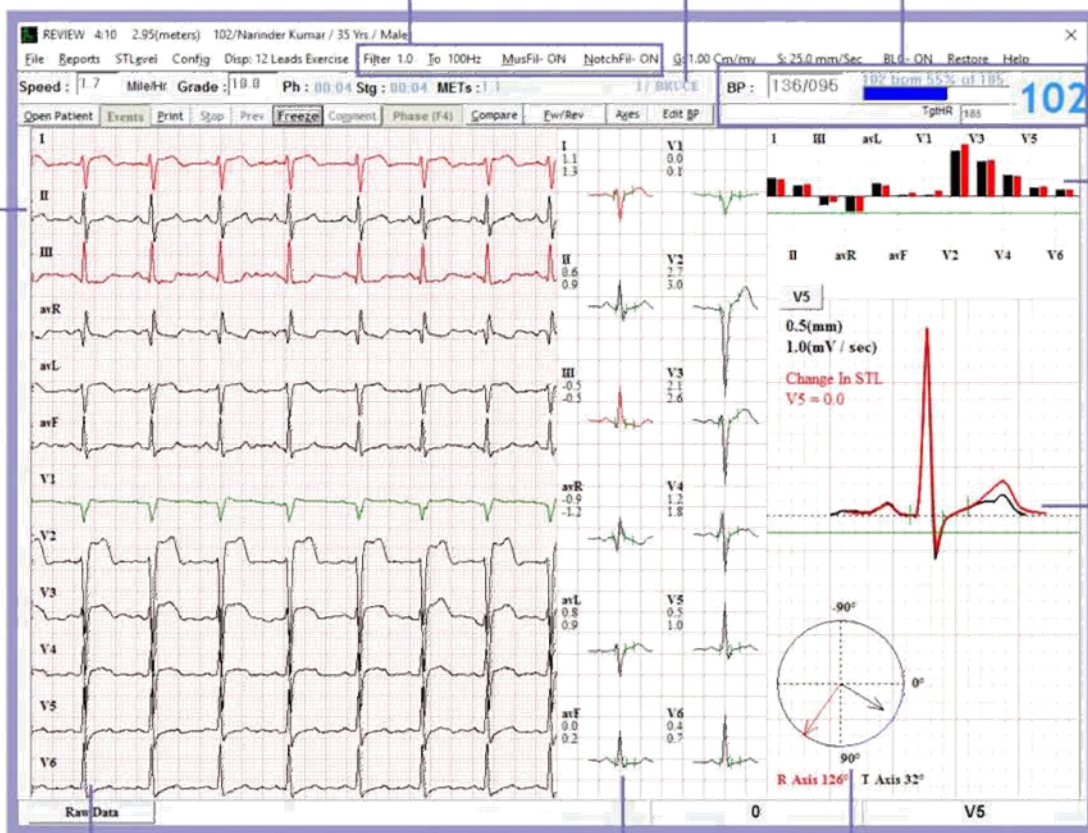 REVIEW 4:10 2.95(meters) 102/Narinder Kumar / 35 Yrs / Male
File Reports STLevel Config Disp: 12 Leads Exercise Filter 1.0 To 100Hz MusFil- ON NotchFil- ON G: 1.00 Cm/mv S: 25.0 mm/Sec BLC- ON Restore Help
Speed : 1.7 Mile/Hr Grade : 10.0 Ph : 00:04 Stg : 00:04 METs : 1.1 1 / BRUCE
BP : 136/095 102 bpm 55% of 185 102
TgtHR 185
Open Patient Events Print Stop Prev Freeze Comment Phase (F4) Compare Fw/Rev Axes Edit BP
I
II
III
avR
avL
avF
V1
V2
V3
V4
V5
V6
I
1.1
1.3
II
0.6
0.9
III
-0.5
-0.5
avR
-0.9
-1.2
avL
0.8
0.9
avF
0.0
0.2
V1
0.0
0.1
V2
2.7
3.0
V3
2.1
2.6
V4
1.2
1.8
V5
0.5
1.0
V6
0.4
I III avL V1 V3 V5
II avR avF V2 V4 V6
V5
0.5(mm)
1.0(mV / sec)
Change In STL
V5 = 0.0
-90°
0°
90°
R Axis 126° T Axis 32°
Raw Data 0 V5